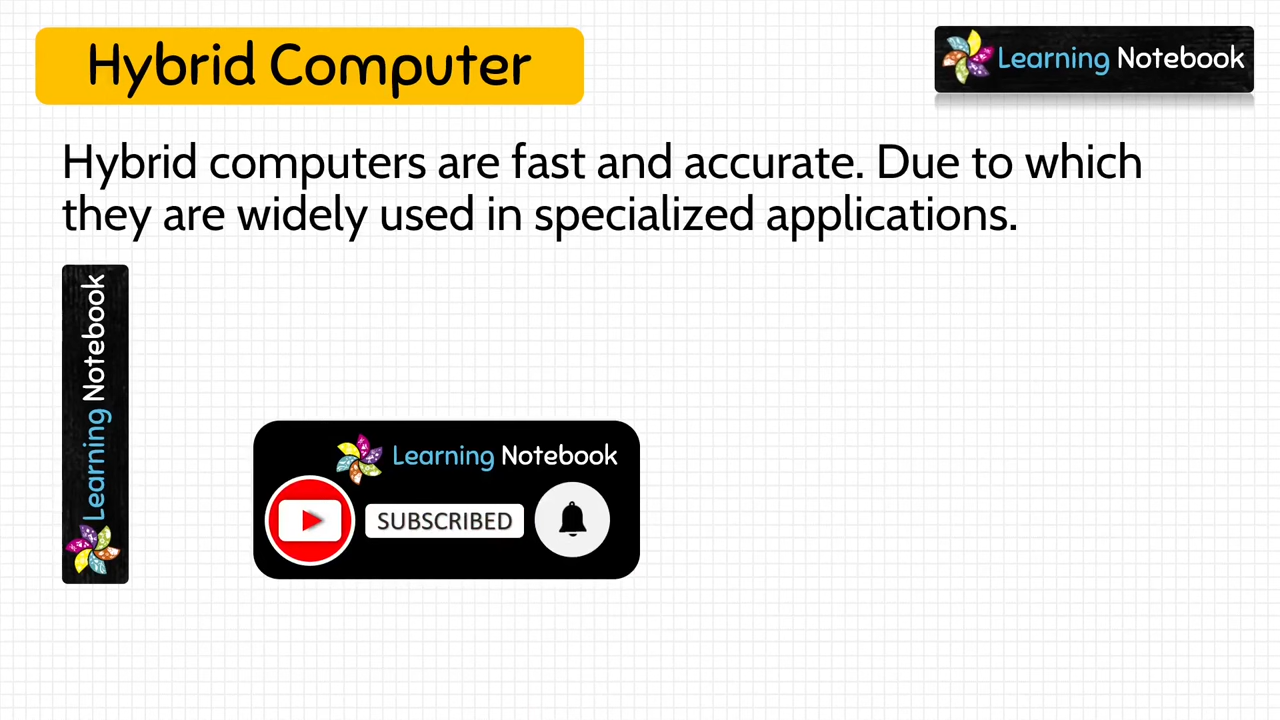 Hybrid Computer
Learning Notebook
Hybrid computers are fast and accurate. Due to which
they are widely used in specialized applications.
Learning Notebook
Learning Notebook
SUBSCRIBED